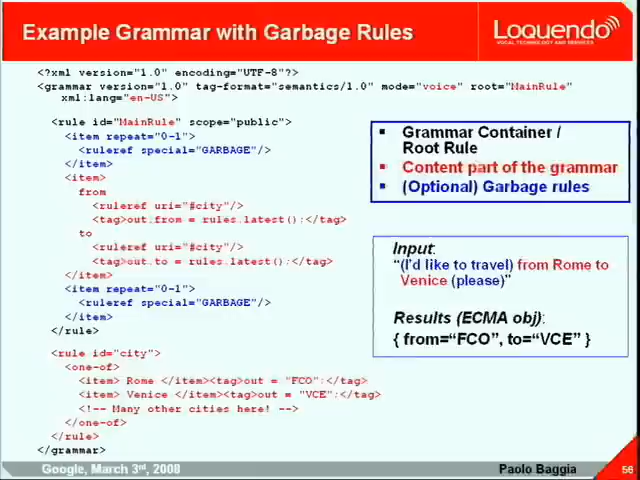 Example Grammar with Garbage Rules
Loquendo
VOCAL TECHNOLOGY AND SERVICES
<?xml version="1.0" encoding="UTF-8"?>
<grammar version="1.0" tag-format="semantics/1.0" mode="voice" root="MainRule"
xml:lang="en-US">
<rule id="MainRule" scope="public">
<item repeat="0-1">
<ruleref special="GARBAGE"/>
</item>
<item>
from
<ruleref uri="#city"/>
<tag>out.from = rules.latest();</tag>
to
<ruleref uri="#city"/>
<tag>out.to = rules.latest();</tag>
</item>
<item repeat="0-1">
<ruleref special="GARBAGE"/>
</item>
</rule>
<rule id="city">
<one-of>
<item> Rome </item><tag>out = "FCO";</tag>
<item> Venice </item><tag>out = "VCE";</tag>
<!-- Many other cities here! -->
</one-of>
</rule>
</grammar>
Grammar Container /
Root Rule
Content part of the grammar
(Optional) Garbage rules
Input:
“(I'd like to travel) from Rome to
Venice (please)”
Results (ECMA obj):
{ from=“FCO”, to=“VCE” }
Google, March 3rd, 2008
Paolo Baggia
56